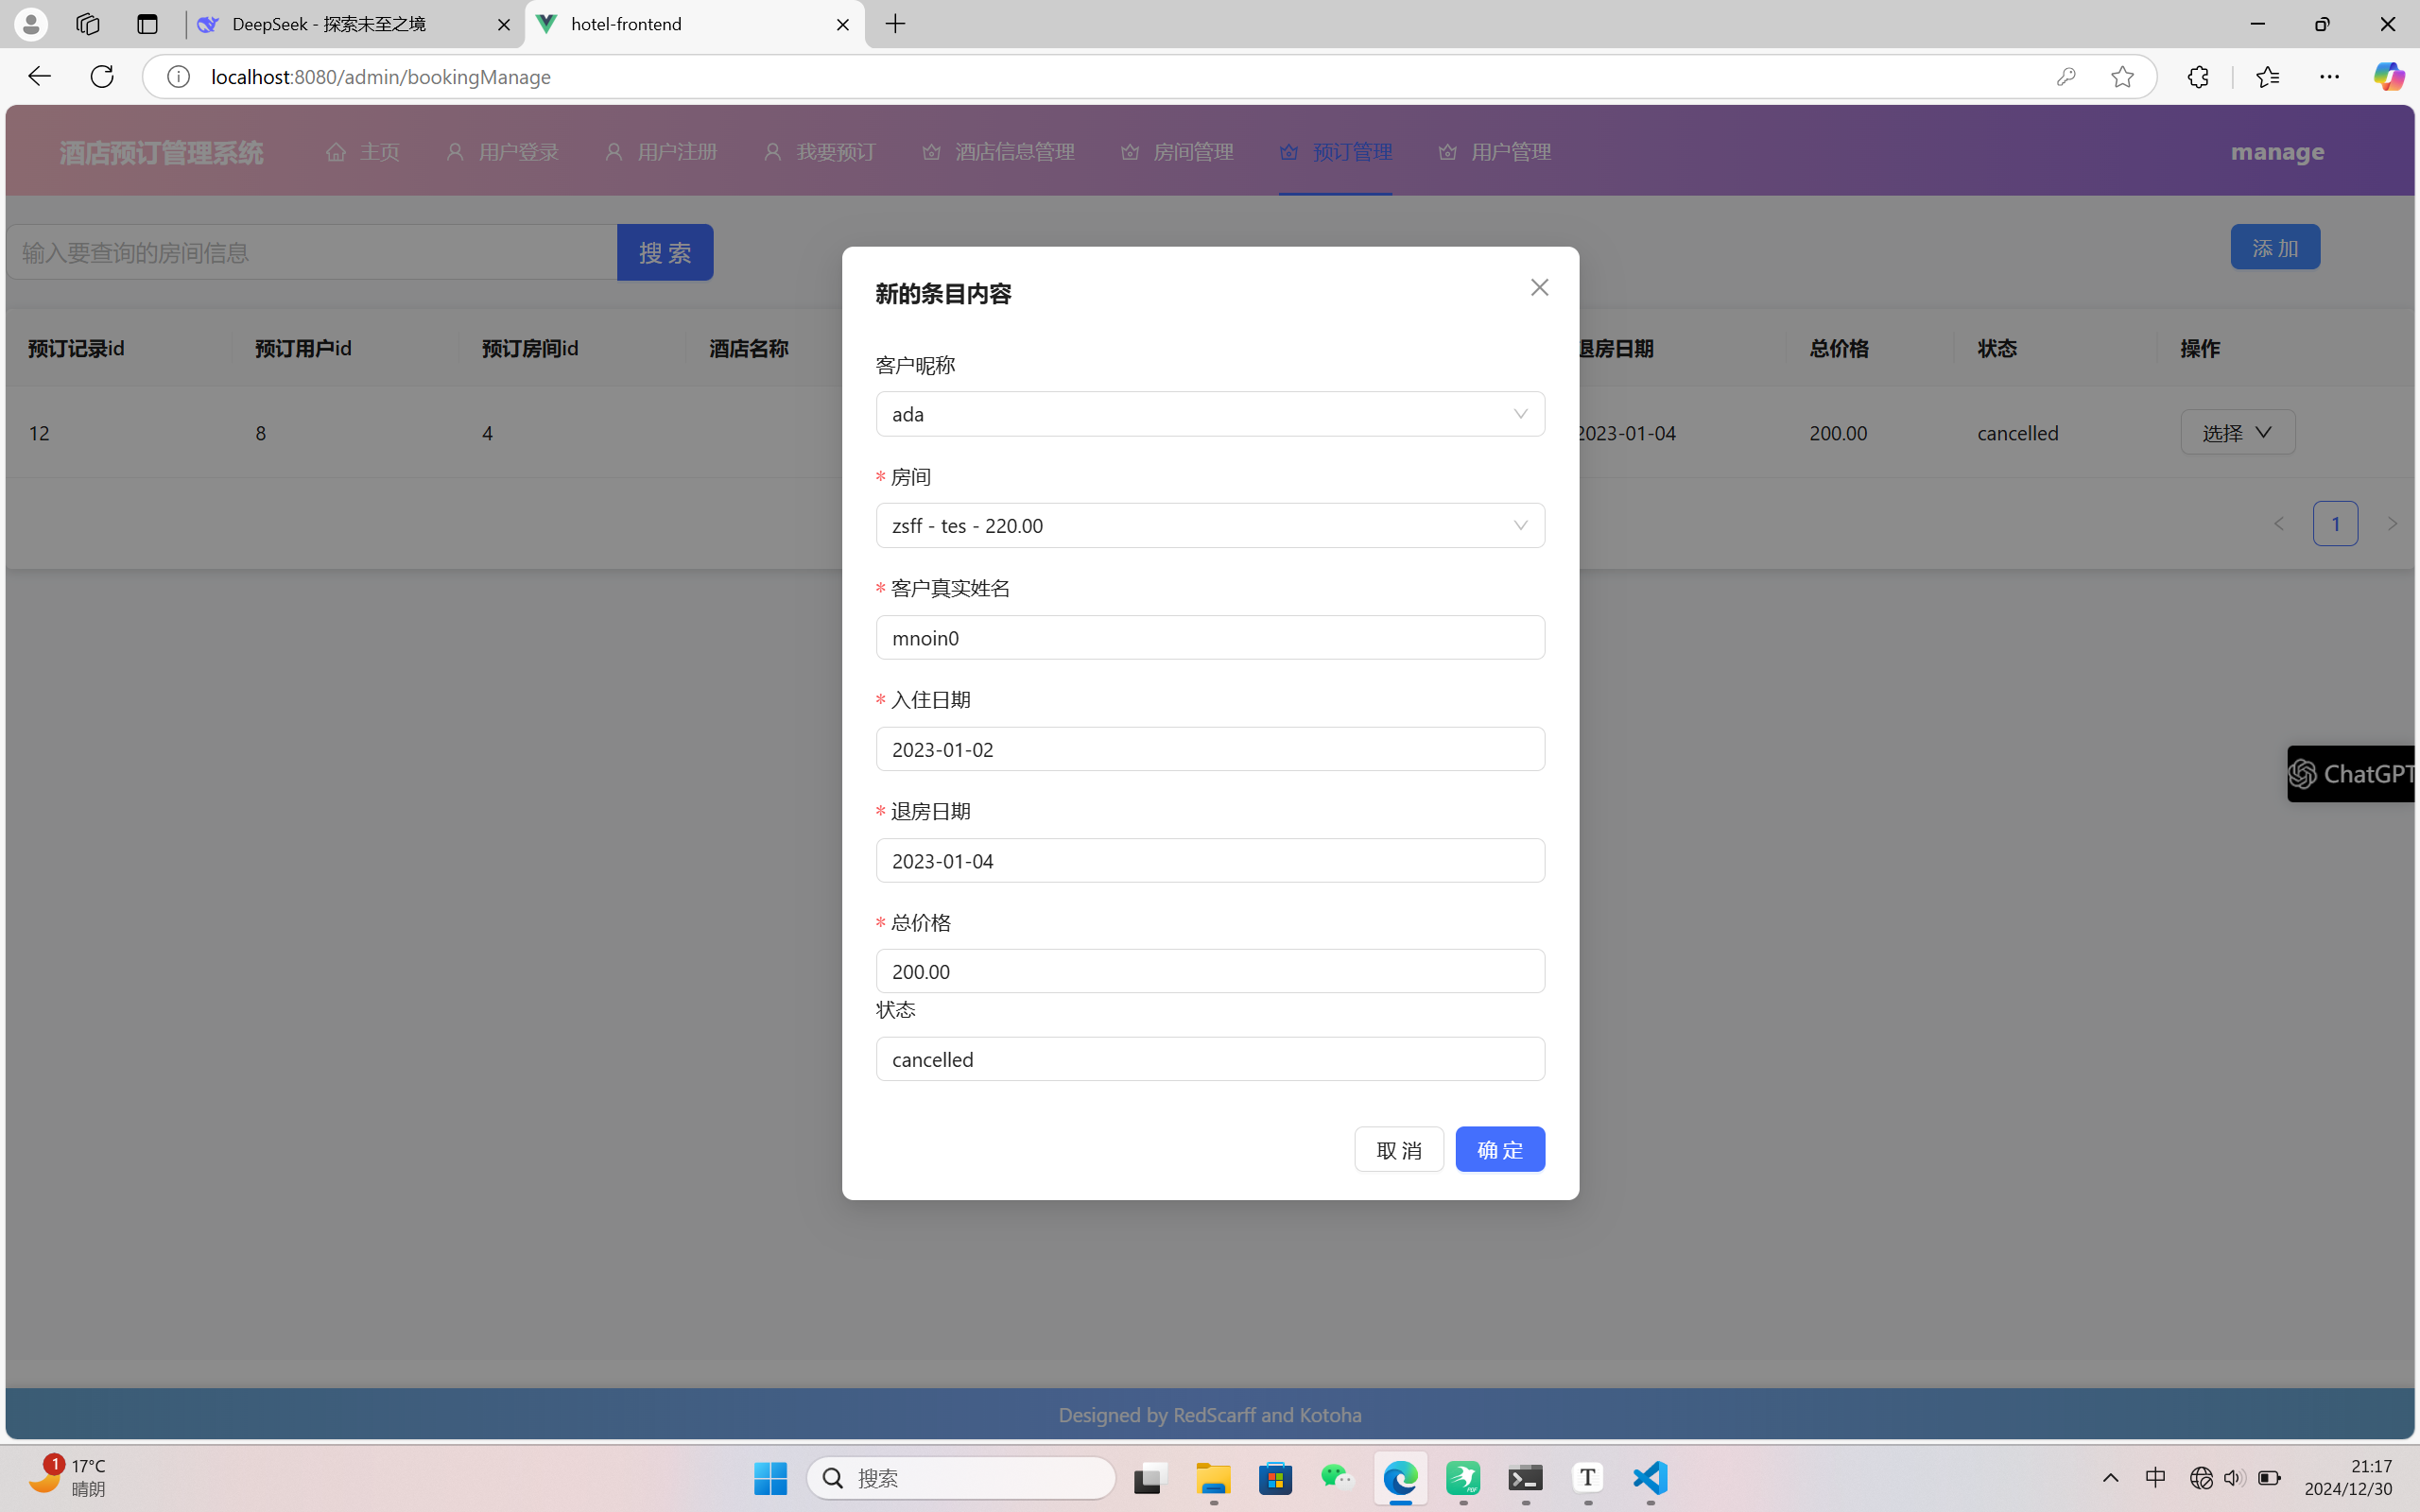 DeepSeek - 探索未至之境
hotel-frontend
localhost:8080/admin/bookingManage
酒店预订管理系统
主页
用户登录
用户注册
我要预订
酒店信息管理
房间管理
预订管理
用户管理
manage
输入要查询的房间信息
搜 索
添 加
预订记录id
预订用户id
预订房间id
酒店名称
退房日期
总价格
状态
操作
12
8
4
2023-01-04
200.00
cancelled
选择
1
新的条目内容
客户昵称
ada
* 房间
zsff - tes - 220.00
* 客户真实姓名
mnoin0
* 入住日期
2023-01-02
* 退房日期
2023-01-04
* 总价格
200.00
状态
cancelled
取 消
确 定
ChatGPT
Designed by RedScarff and Kotoha
1
17°C
晴朗
搜索
中
21:17
2024/12/30